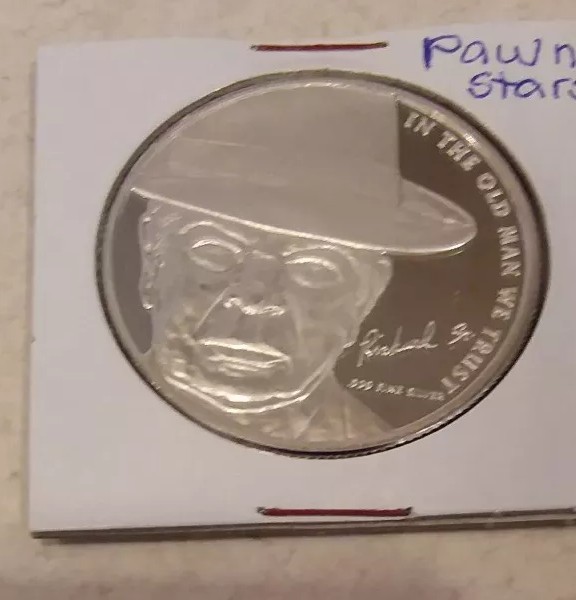 Pawn
Stars
IN THE OLD MAN WE TRUST
Richard Sr.
.999 FINE SILVER